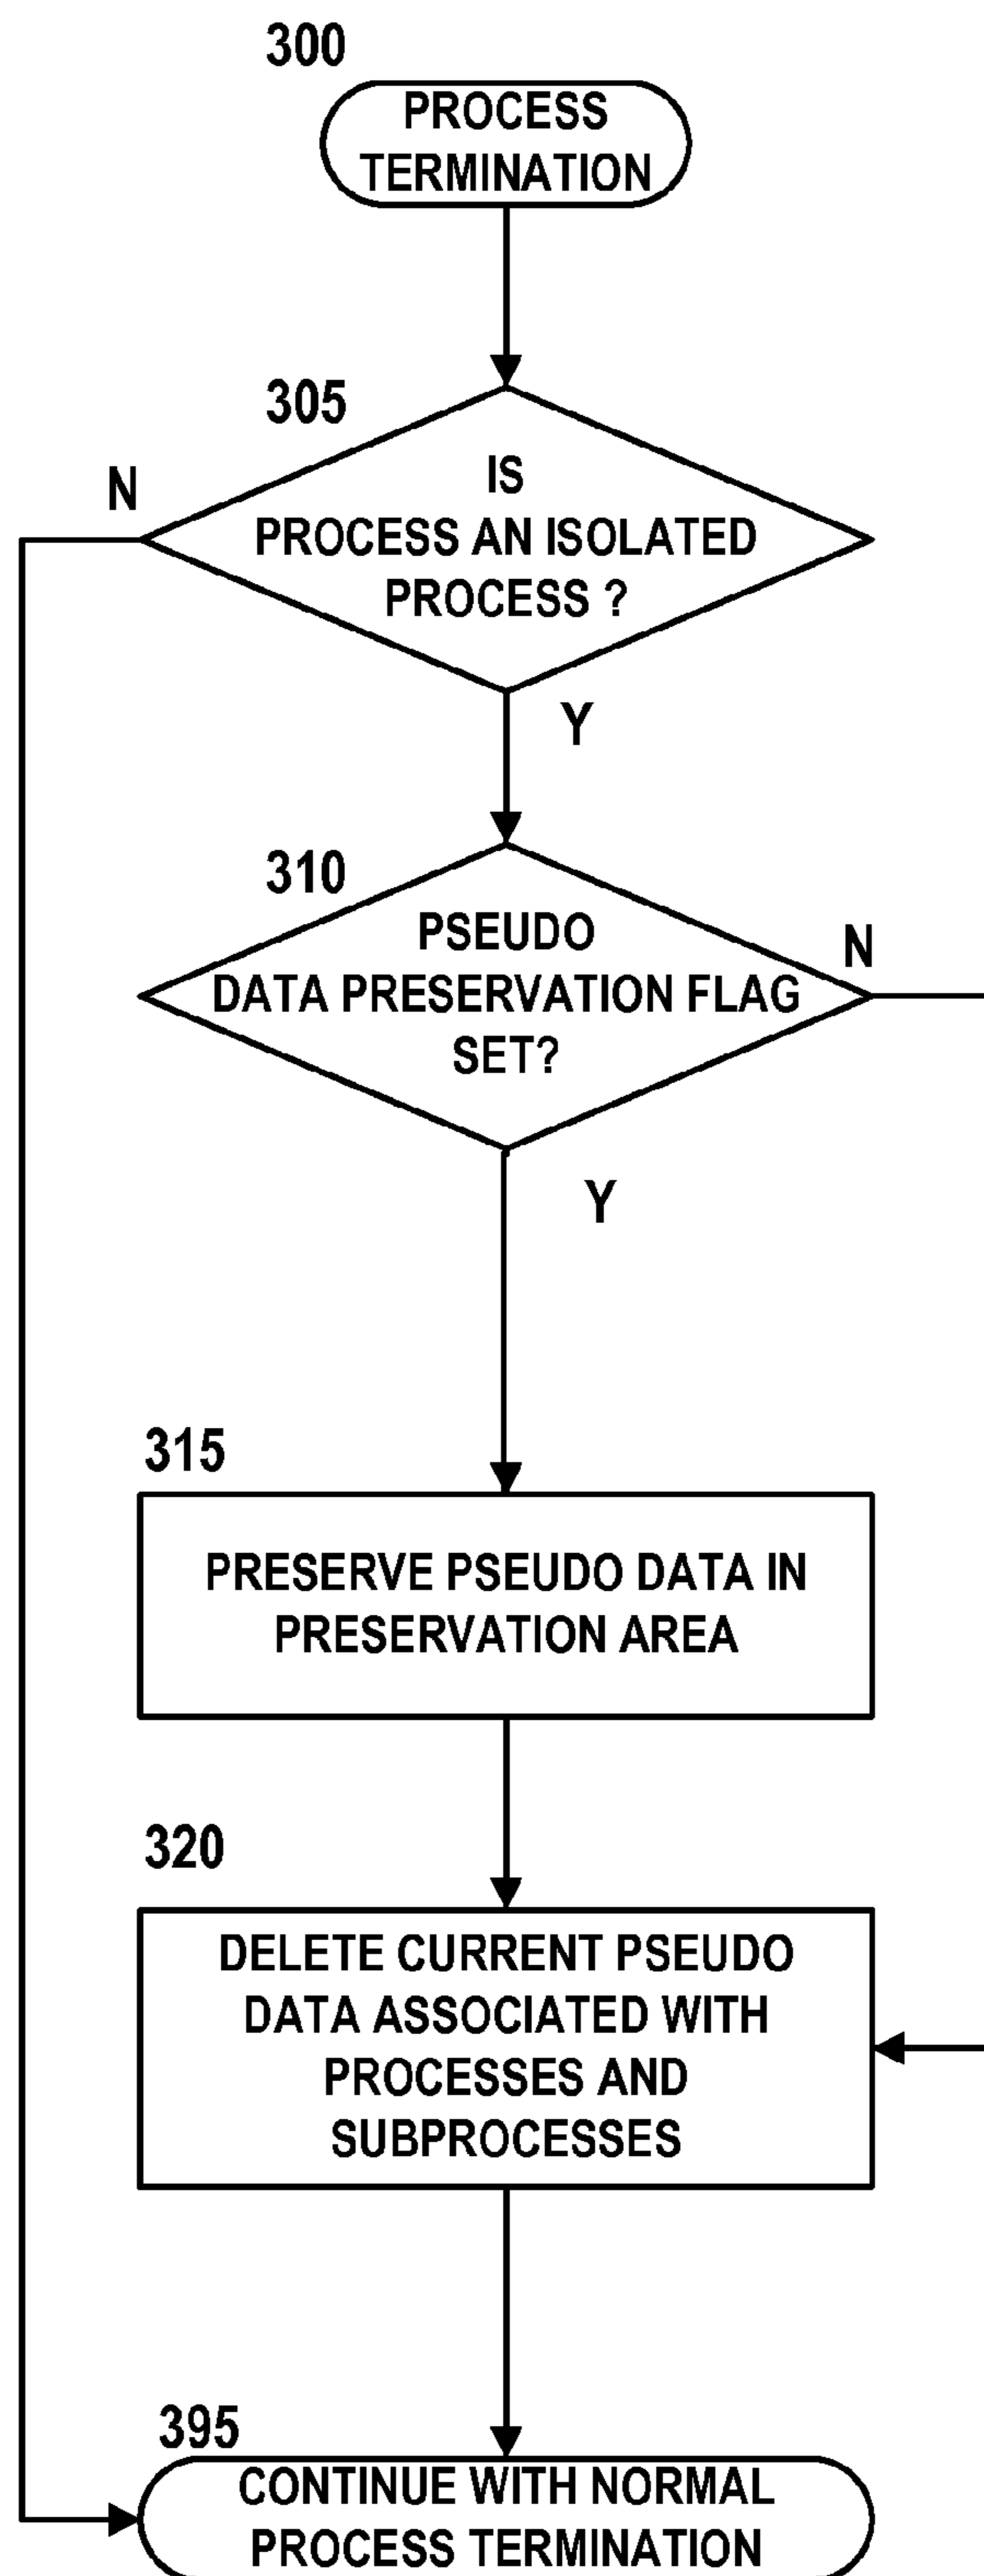 300
PROCESS
TERMINATION
305
N
IS
PROCESS AN ISOLATED
PROCESS ?
Y
310
N
PSEUDO
DATA PRESERVATION FLAG
SET?
Y
315
PRESERVE PSEUDO DATA IN
PRESERVATION AREA
320
DELETE CURRENT PSEUDO
DATA ASSOCIATED WITH
PROCESSES AND
SUBPROCESSES
395
CONTINUE WITH NORMAL
PROCESS TERMINATION